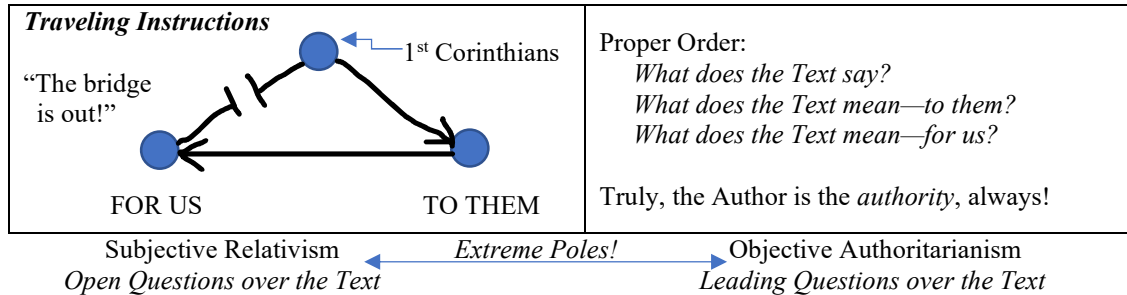 Traveling Instructions
1st Corinthians
“The bridge
is out!”
FOR US
TO THEM
Proper Order:
What does the Text say?
What does the Text mean—to them?
What does the Text mean—for us?
Truly, the Author is the authority, always!
Subjective Relativism
Extreme Poles!
Objective Authoritarianism
Open Questions over the Text
Leading Questions over the Text